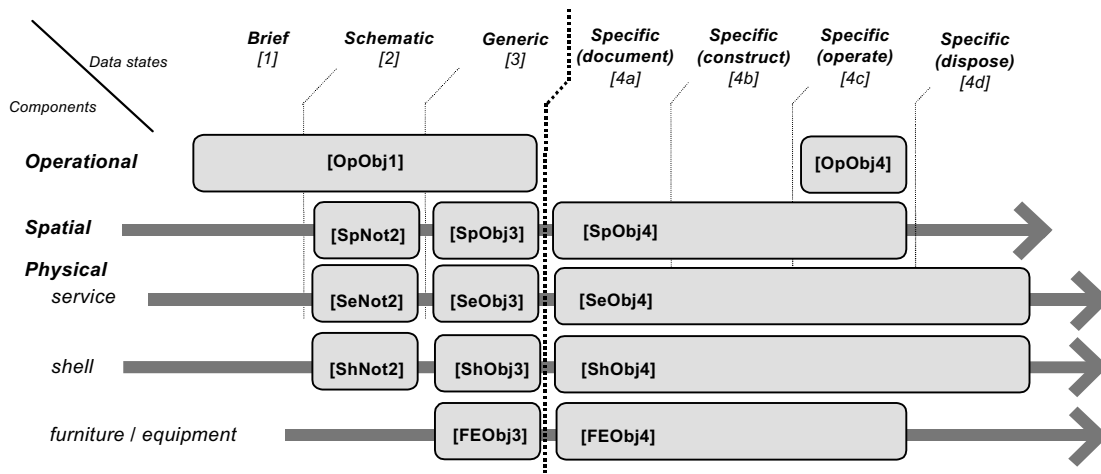 Brief
[1]
Schematic
[2]
Generic
[3]
Specific
(document)
[4a]
Specific
(construct)
[4b]
Specific
(operate)
[4c]
Specific
(dispose)
[4d]
Data states
Components
Operational
[OpObj1]
[OpObj4]
Spatial
[SpNot2]
[SpObj3]
[SpObj4]
Physical
service
[SeNot2]
[SeObj3]
[SeObj4]
shell
[ShNot2]
[ShObj3]
[ShObj4]
furniture / equipment
[FEObj3]
[FEObj4]